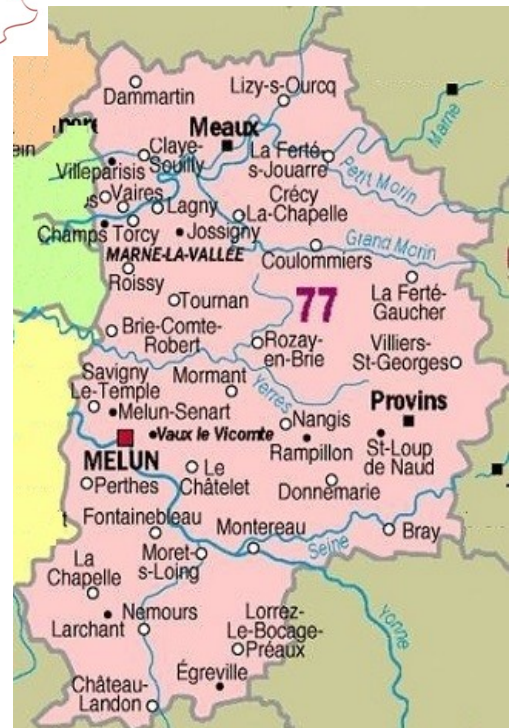 Dammartin
Lizy-s-Ourcq
Marne
ein
Meaux
Claye-
Souilly
Villeparisis
La Ferté-
s-Jouarre
Petit Morin
Vaires
Lagny
Crécy
La-Chapelle
Champs
Torcy
Jossigny
Grand Morin
MARNE-LA-VALLÉE
Coulommiers
Roissy
Tournan
77
La Ferté-
Gaucher
Brie-Comte-
Robert
Rozay-
en-Brie
Villiers-
St-Georges
Savigny
Le-Temple
Mormant
Yerres
Provins
Melun-Senart
Nangis
Vaux le Vicomte
Rampillon
St-Loup
de Naud
MELUN
Le
Châtelet
Perthes
Donnemarie
Fontainebleau
Montereau
Bray
Seine
La
Chapelle
Moret-
s-Loing
Yonne
Larchant
Nemours
Lorrez-
Le-Bocage-
Préaux
Égreville
Château-
Landon